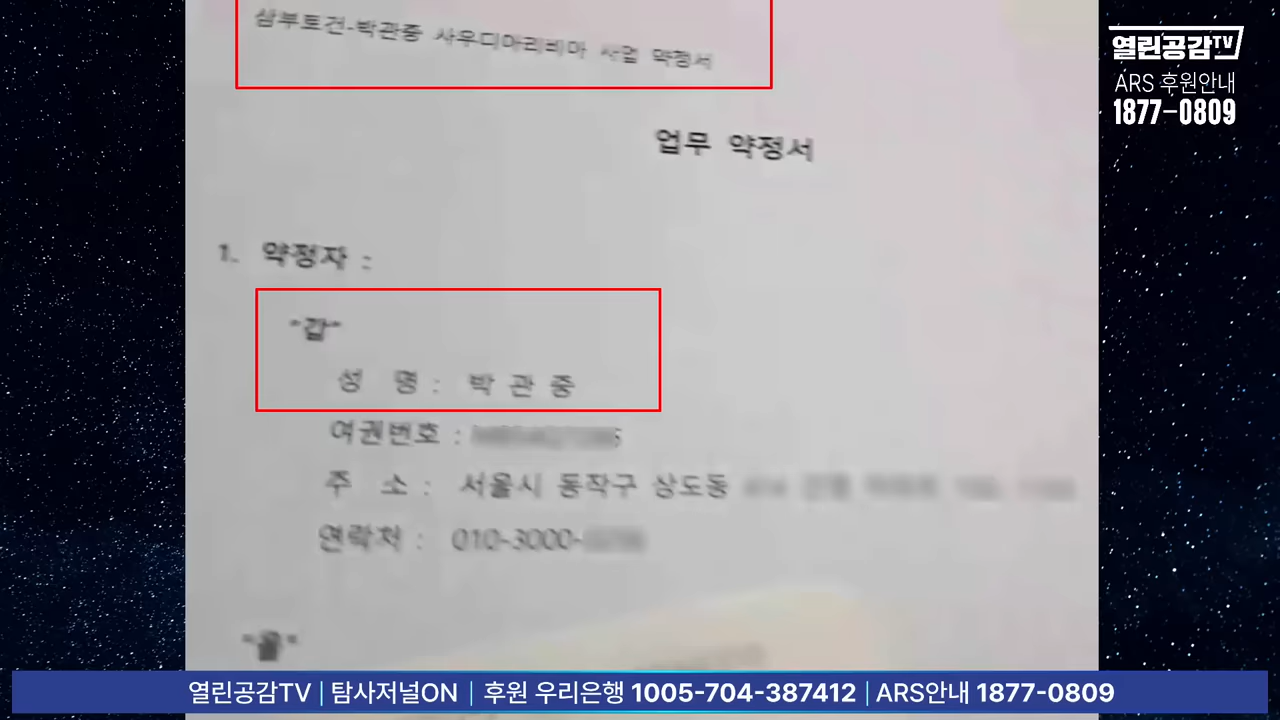 삼부토건-박관중 사우디아리비아 사업 약정서
열린공감TV
ARS 후원안내
1877-0809
업무 약정서
1. 약정자 :
"갑"
성 명 : 박 관 중
여권번호 :
주 소 : 서울시 동작구 상도동
연락처 : 010-3000-
"을"
열린공감TV | 탐사저널ON | 후원 우리은행 1005-704-387412 | ARS안내 1877-0809